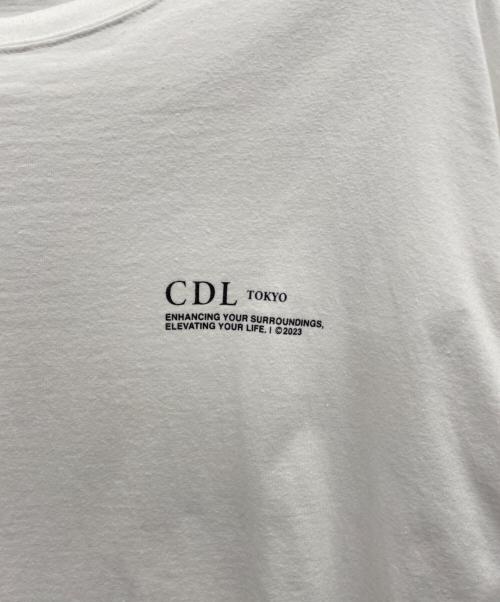 CDL TOKYO
ENHANCING YOUR SURROUNDINGS,
ELEVATING YOUR LIFE. | ©2023